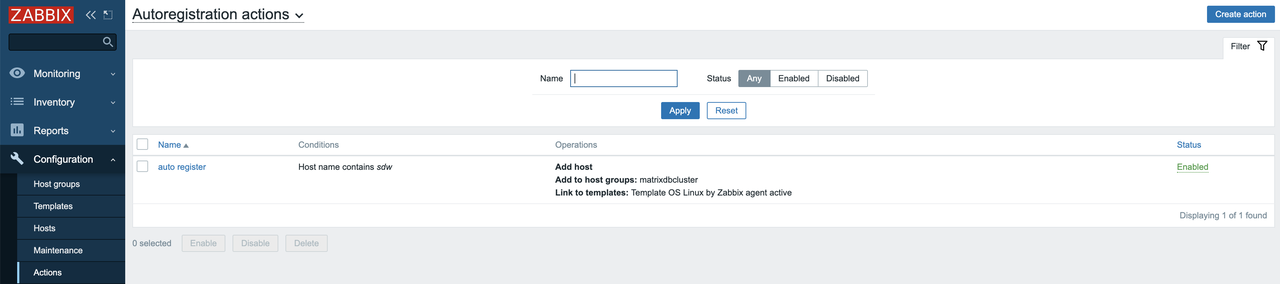 ZABBIX
Monitoring
Inventory
Reports
Configuration
Host groups
Templates
Hosts
Maintenance
Actions
Autoregistration actions
Create action
Filter
Name Status Any Enabled Disabled
Apply Reset
Name Conditions Operations Status
auto register Host name contains sdw Add host Enabled
Add to host groups: matrixdbcluster
Link to templates: Template OS Linux by Zabbix agent active
Displaying 1 of 1 found
0 selected Enable Disable Delete